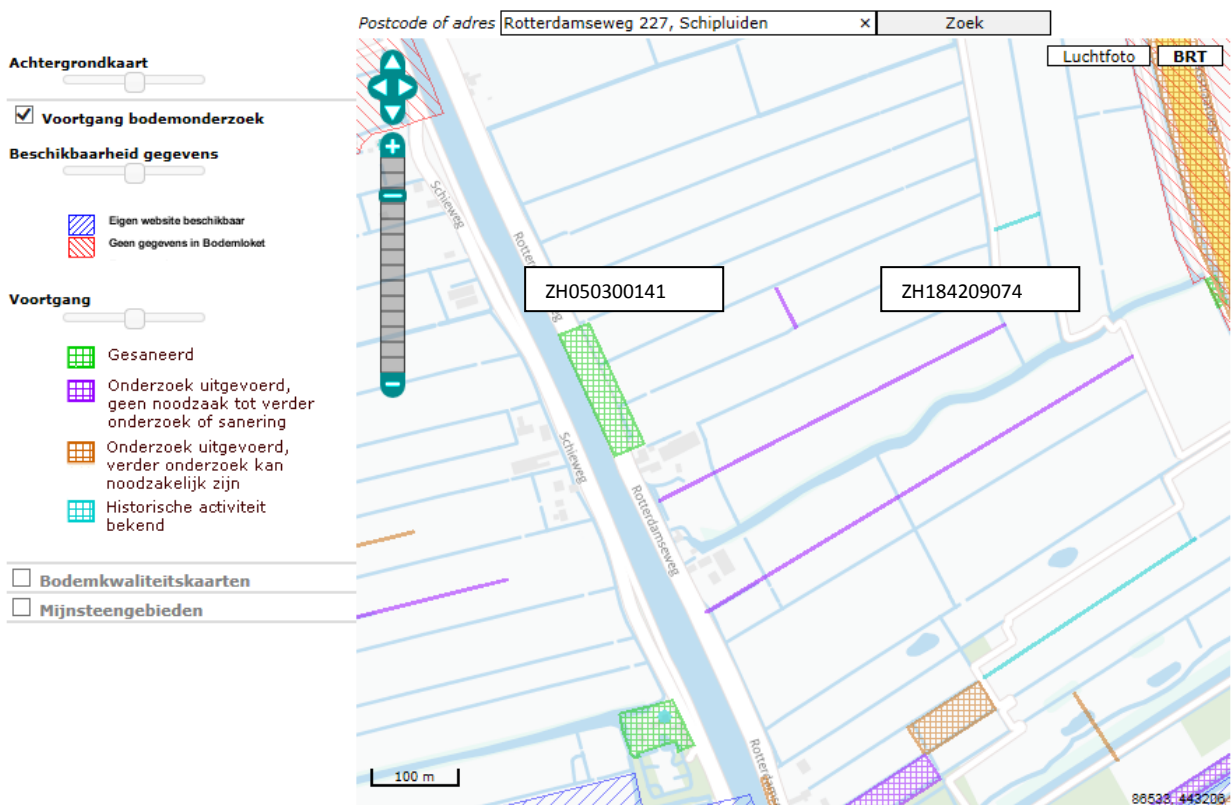 Postcode of adres Rotterdamseweg 227, Schipluiden × Zoek
Achtergrondkaart
Voortgang bodemonderzoek
Beschikbaarheid gegevens
Eigen website beschikbaar
Geen gegevens in Bodemloket
Voortgang
Gesaneerd
Onderzoek uitgevoerd,
geen noodzaak tot verder
onderzoek of sanering
Onderzoek uitgevoerd,
verder onderzoek kan
noodzakelijk zijn
Historische activiteit
bekend
Bodemkwaliteitskaarten
Mijnsteengebieden
Luchtfoto BRT
Schieweg
ZH050300141
ZH184209074
Schieweg
Rotterdamseweg
100 m
86533, 443206